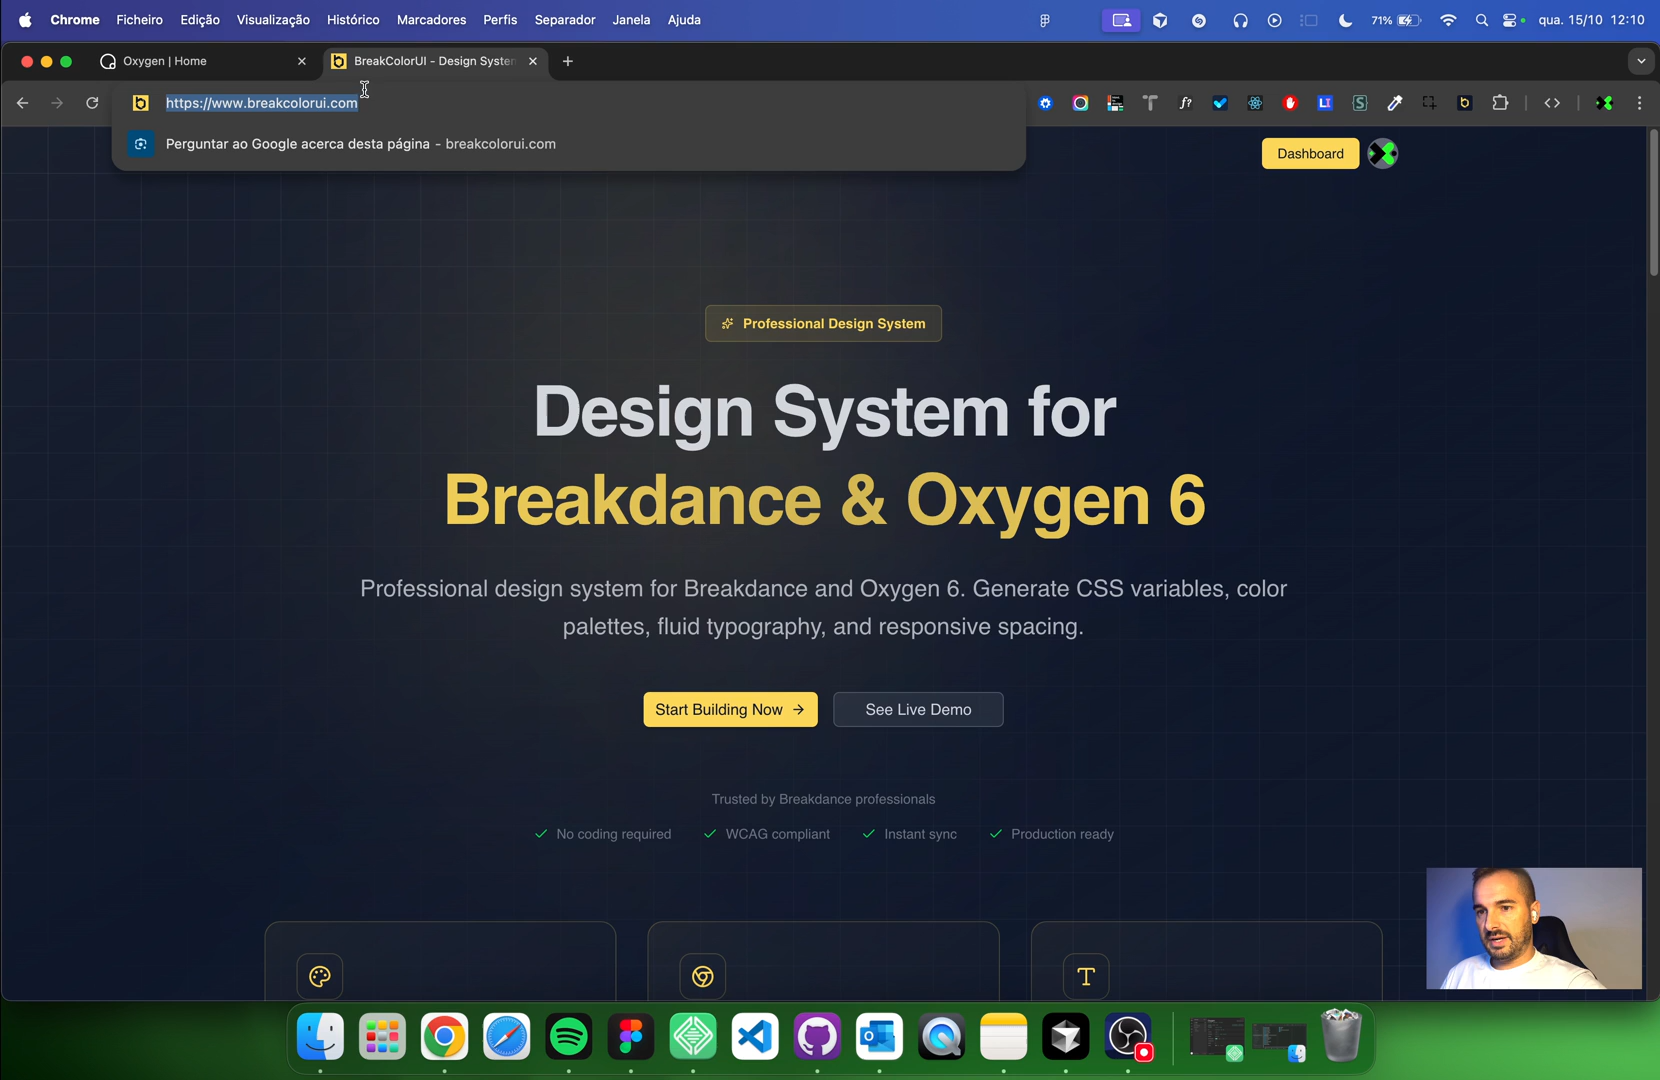 Chrome Ficheiro Edição Visualização Histórico Marcadores Perfis Separador Janela Ajuda 71% qua. 15/10 12:10
Oxygen | Home BreakColorUI - Design System
https://www.breakcolorui.com
Perguntar ao Google acerca desta página - breakcolorui.com
Dashboard
Professional Design System
Design System for
Breakdance & Oxygen 6
Professional design system for Breakdance and Oxygen 6. Generate CSS variables, color
palettes, fluid typography, and responsive spacing.
Start Building Now See Live Demo
Trusted by Breakdance professionals
No coding required WCAG compliant Instant sync Production ready